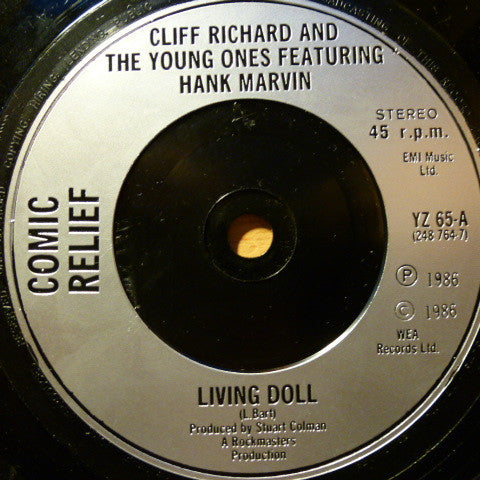 CLIFF RICHARD AND
THE YOUNG ONES FEATURING
HANK MARVIN
STEREO
45 r.p.m.
EMI Music
Ltd.
COMIC
RELIEF
YZ 65-A
(248 764-7)
Ⓟ 1986
© 1986
WEA
Records Ltd.
LIVING DOLL
(L.Bart)
Produced by Stuart Colman
A Rockmasters
Production